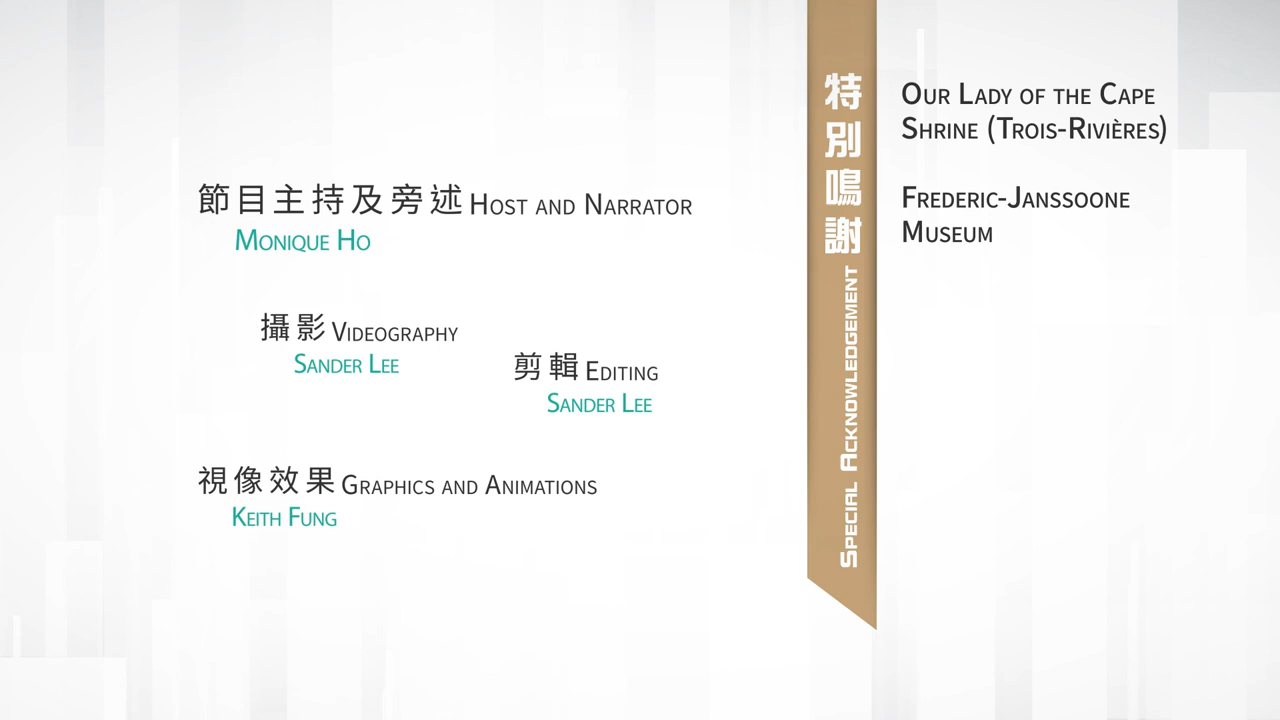 節目主持及旁述 Host and Narrator
Monique Ho
攝影 Videography
Sander Lee
剪輯 Editing
Sander Lee
視像效果 Graphics and Animations
Keith Fung
特別鳴謝 Special Acknowledgement
Our Lady of the Cape
Shrine (Trois-Rivières)
Frederic-Janssoone
Museum